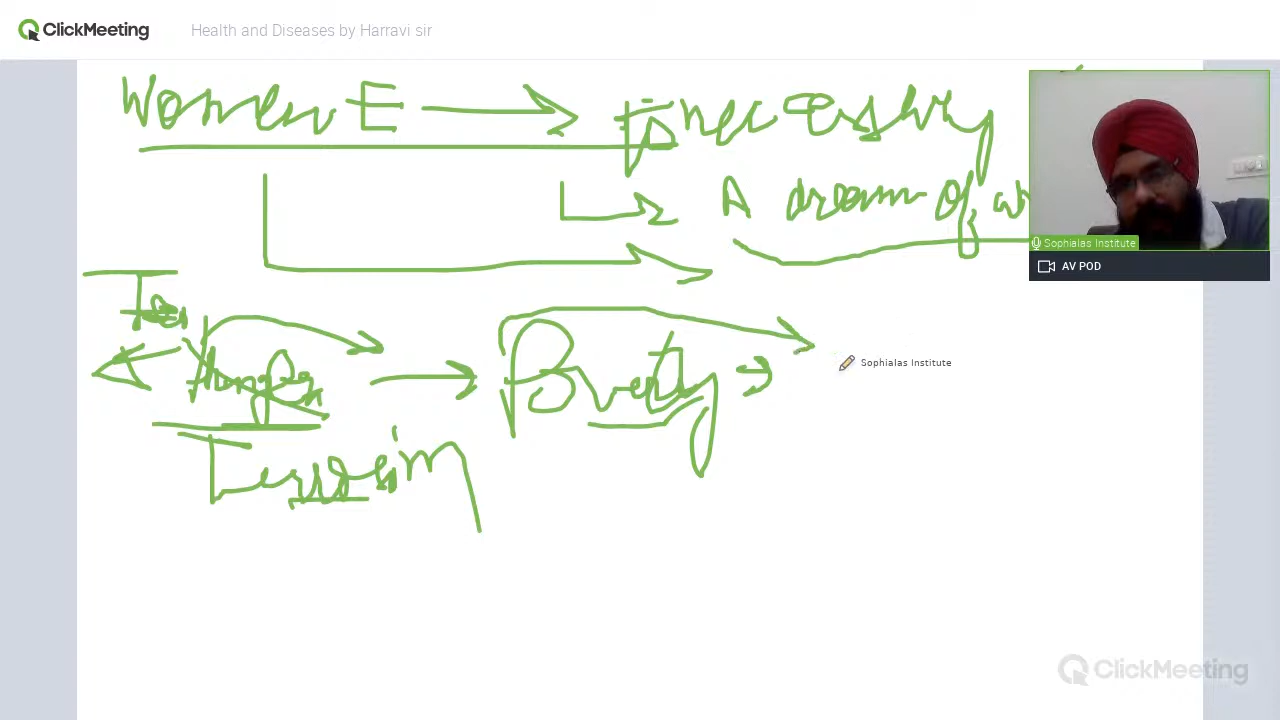 ClickMeeting Health and Diseases by Harravi sir
Women E → necessary
A dream of
Sophialas Institute
AV POD
Hunger → Poverty →
Sophialas Institute
Terrorism
ClickMeeting